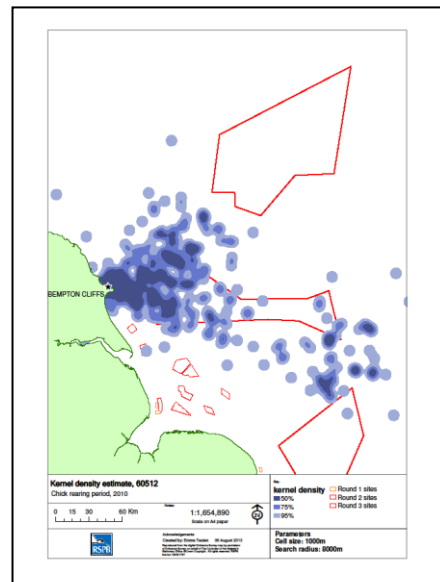 BEMPTON CLIFFS
Kernel density estimate, 60512
Chick rearing period, 2010
0 15 30 60 Km
1:1,654,890
Scale on A4 paper
N
kernel density
50%
75%
95%
Round 1 sites
Round 2 sites
Round 3 sites
RSPB
Acknowledgements
Parameters
Cell size: 1000m
Search radius: 8000m